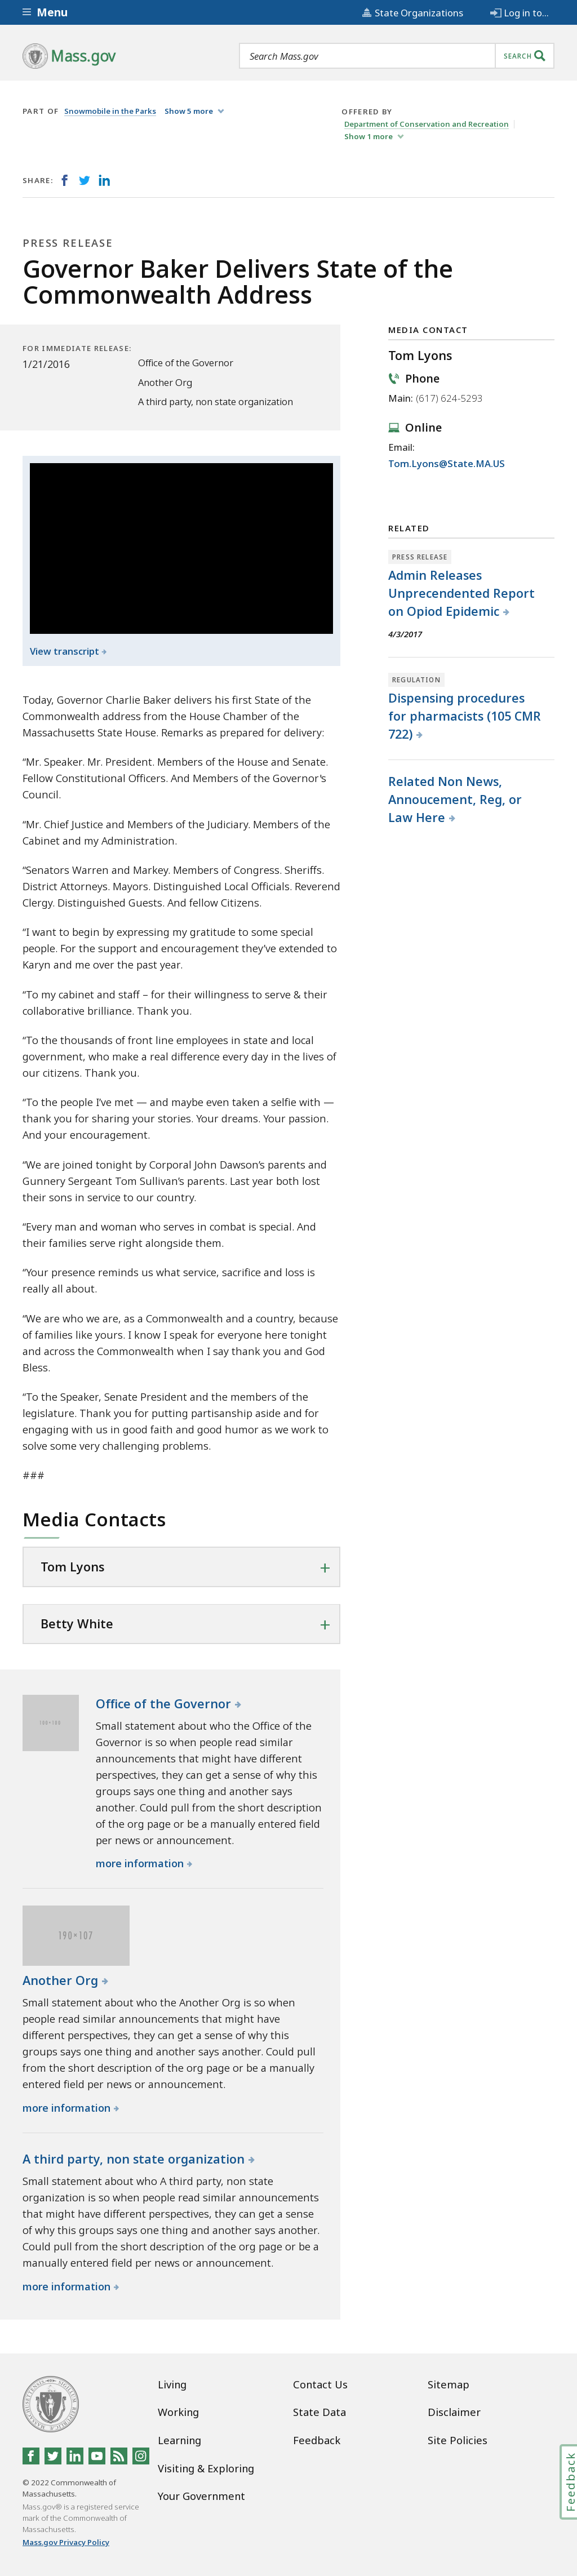 Menu
State Organizations
Log in to...
Mass.gov
Search Mass.gov
SEARCH
PART OF Snowmobile in the Parks Show 5 more
OFFERED BY
Department of Conservation and Recreation
Show 1 more
SHARE:
PRESS RELEASE
Governor Baker Delivers State of the
Commonwealth Address
FOR IMMEDIATE RELEASE:
1/21/2016
Office of the Governor
Another Org
A third party, non state organization
MEDIA CONTACT
Tom Lyons
Phone
Main: (617) 624-5293
Online
Email:
Tom.Lyons@State.MA.US
View transcript
RELATED
PRESS RELEASE
Admin Releases
Unprecendented Report
on Opiod Epidemic
4/3/2017
REGULATION
Dispensing procedures
for pharmacists (105 CMR
722)
Related Non News,
Annoucement, Reg, or
Law Here
Today, Governor Charlie Baker delivers his first State of the
Commonwealth address from the House Chamber of the
Massachusetts State House. Remarks as prepared for delivery:
“Mr. Speaker. Mr. President. Members of the House and Senate.
Fellow Constitutional Officers. And Members of the Governor’s
Council.
“Mr. Chief Justice and Members of the Judiciary. Members of the
Cabinet and my Administration.
“Senators Warren and Markey. Members of Congress. Sheriffs.
District Attorneys. Mayors. Distinguished Local Officials. Reverend
Clergy. Distinguished Guests. And fellow Citizens.
“I want to begin by expressing my gratitude to some special
people. For the support and encouragement they’ve extended to
Karyn and me over the past year.
“To my cabinet and staff – for their willingness to serve & their
collaborative brilliance. Thank you.
“To the thousands of front line employees in state and local
government, who make a real difference every day in the lives of
our citizens. Thank you.
“To the people I’ve met — and maybe even taken a selfie with —
thank you for sharing your stories. Your dreams. Your passion.
And your encouragement.
“We are joined tonight by Corporal John Dawson’s parents and
Gunnery Sergeant Tom Sullivan’s parents. Last year both lost
their sons in service to our country.
“Every man and woman who serves in combat is special. And
their families serve right alongside them.
“Your presence reminds us what service, sacrifice and loss is
really all about.
“We are who we are, as a Commonwealth and a country, because
of families like yours. I know I speak for everyone here tonight
and across the Commonwealth when I say thank you and God
Bless.
“To the Speaker, Senate President and the members of the
legislature. Thank you for putting partisanship aside and for
engaging with us in good faith and good humor as we work to
solve some very challenging problems.
###
Media Contacts
Tom Lyons
Betty White
100×100
Office of the Governor
Small statement about who the Office of the
Governor is so when people read similar
announcements that might have different
perspectives, they can get a sense of why this
groups says one thing and another says
another. Could pull from the short description
of the org page or be a manually entered field
per news or announcement.
more information
190×107
Another Org
Small statement about who the Another Org is so when
people read similar announcements that might have
different perspectives, they can get a sense of why this
groups says one thing and another says another. Could pull
from the short description of the org page or be a manually
entered field per news or announcement.
more information
A third party, non state organization
Small statement about who A third party, non state
organization is so when people read similar announcements
that might have different perspectives, they can get a sense
of why this groups says one thing and another says another.
Could pull from the short description of the org page or be a
manually entered field per news or announcement.
more information
Living
Working
Learning
Visiting & Exploring
Your Government
Contact Us
State Data
Feedback
Sitemap
Disclaimer
Site Policies
© 2022 Commonwealth of
Massachusetts.
Mass.gov® is a registered service
mark of the Commonwealth of
Massachusetts.
Mass.gov Privacy Policy
Feedback